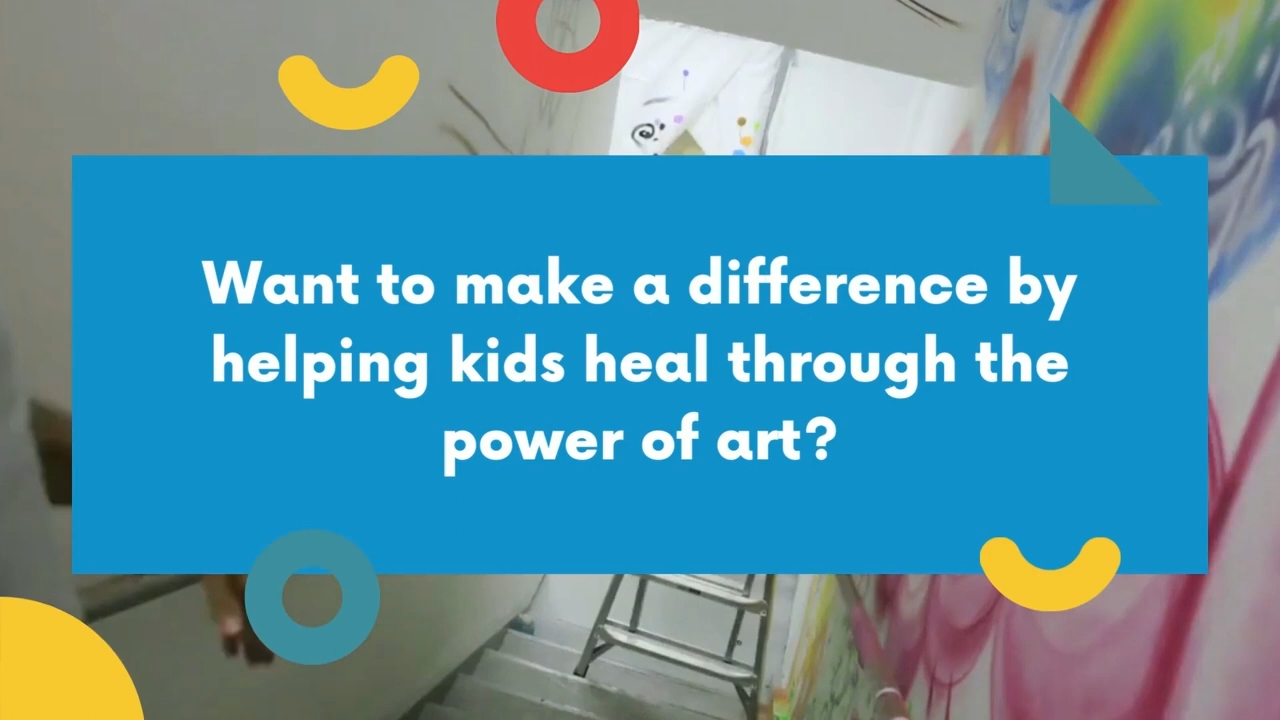 Want to make a difference by
helping kids heal through the
power of art?